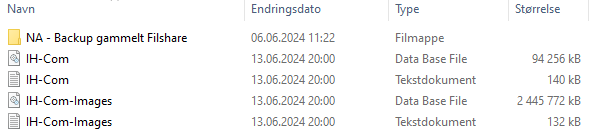 Navn Endringsdato Type Størrelse
NA - Backup gammelt Filshare 06.06.2024 11:22 Filmappe
IH-Com 13.06.2024 20:00 Data Base File 94 256 kB
IH-Com 13.06.2024 20:00 Tekstdokument 140 kB
IH-Com-Images 13.06.2024 20:00 Data Base File 2 445 772 kB
IH-Com-Images 13.06.2024 20:00 Tekstdokument 132 kB